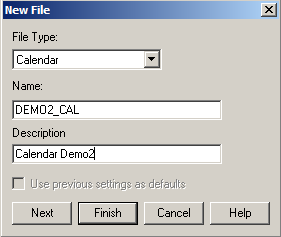 New File
File Type:
Calendar
Name:
DEMO2_CAL
Description
Calendar Demo2
Use previous settings as defaults
Next Finish Cancel Help